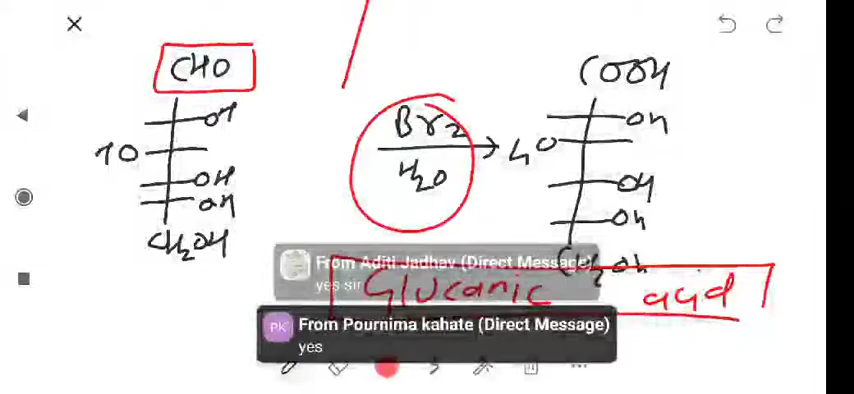 CHO
OH
HO
OH
OH
CH₂OH
Br₂
H₂O
COOH
OH
HO
OH
OH
CH₂OH
From Aditi Jadhav (Direct Message)
yes sir
Glucanic acid
PK
From Pournima kahate (Direct Message)
yes